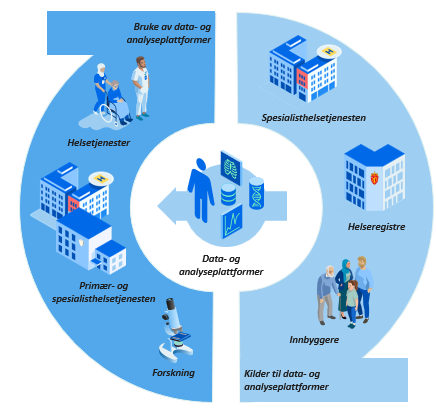 Bruke av data- og
analyseplattformer
Helsetjenester
Primær- og
spesialisthelsetjenesten
Forskning
Data- og
analyseplattformer
Spesialisthelsetjenesten
Helseregistre
Innbyggere
Kilder til data- og
analyseplattformer